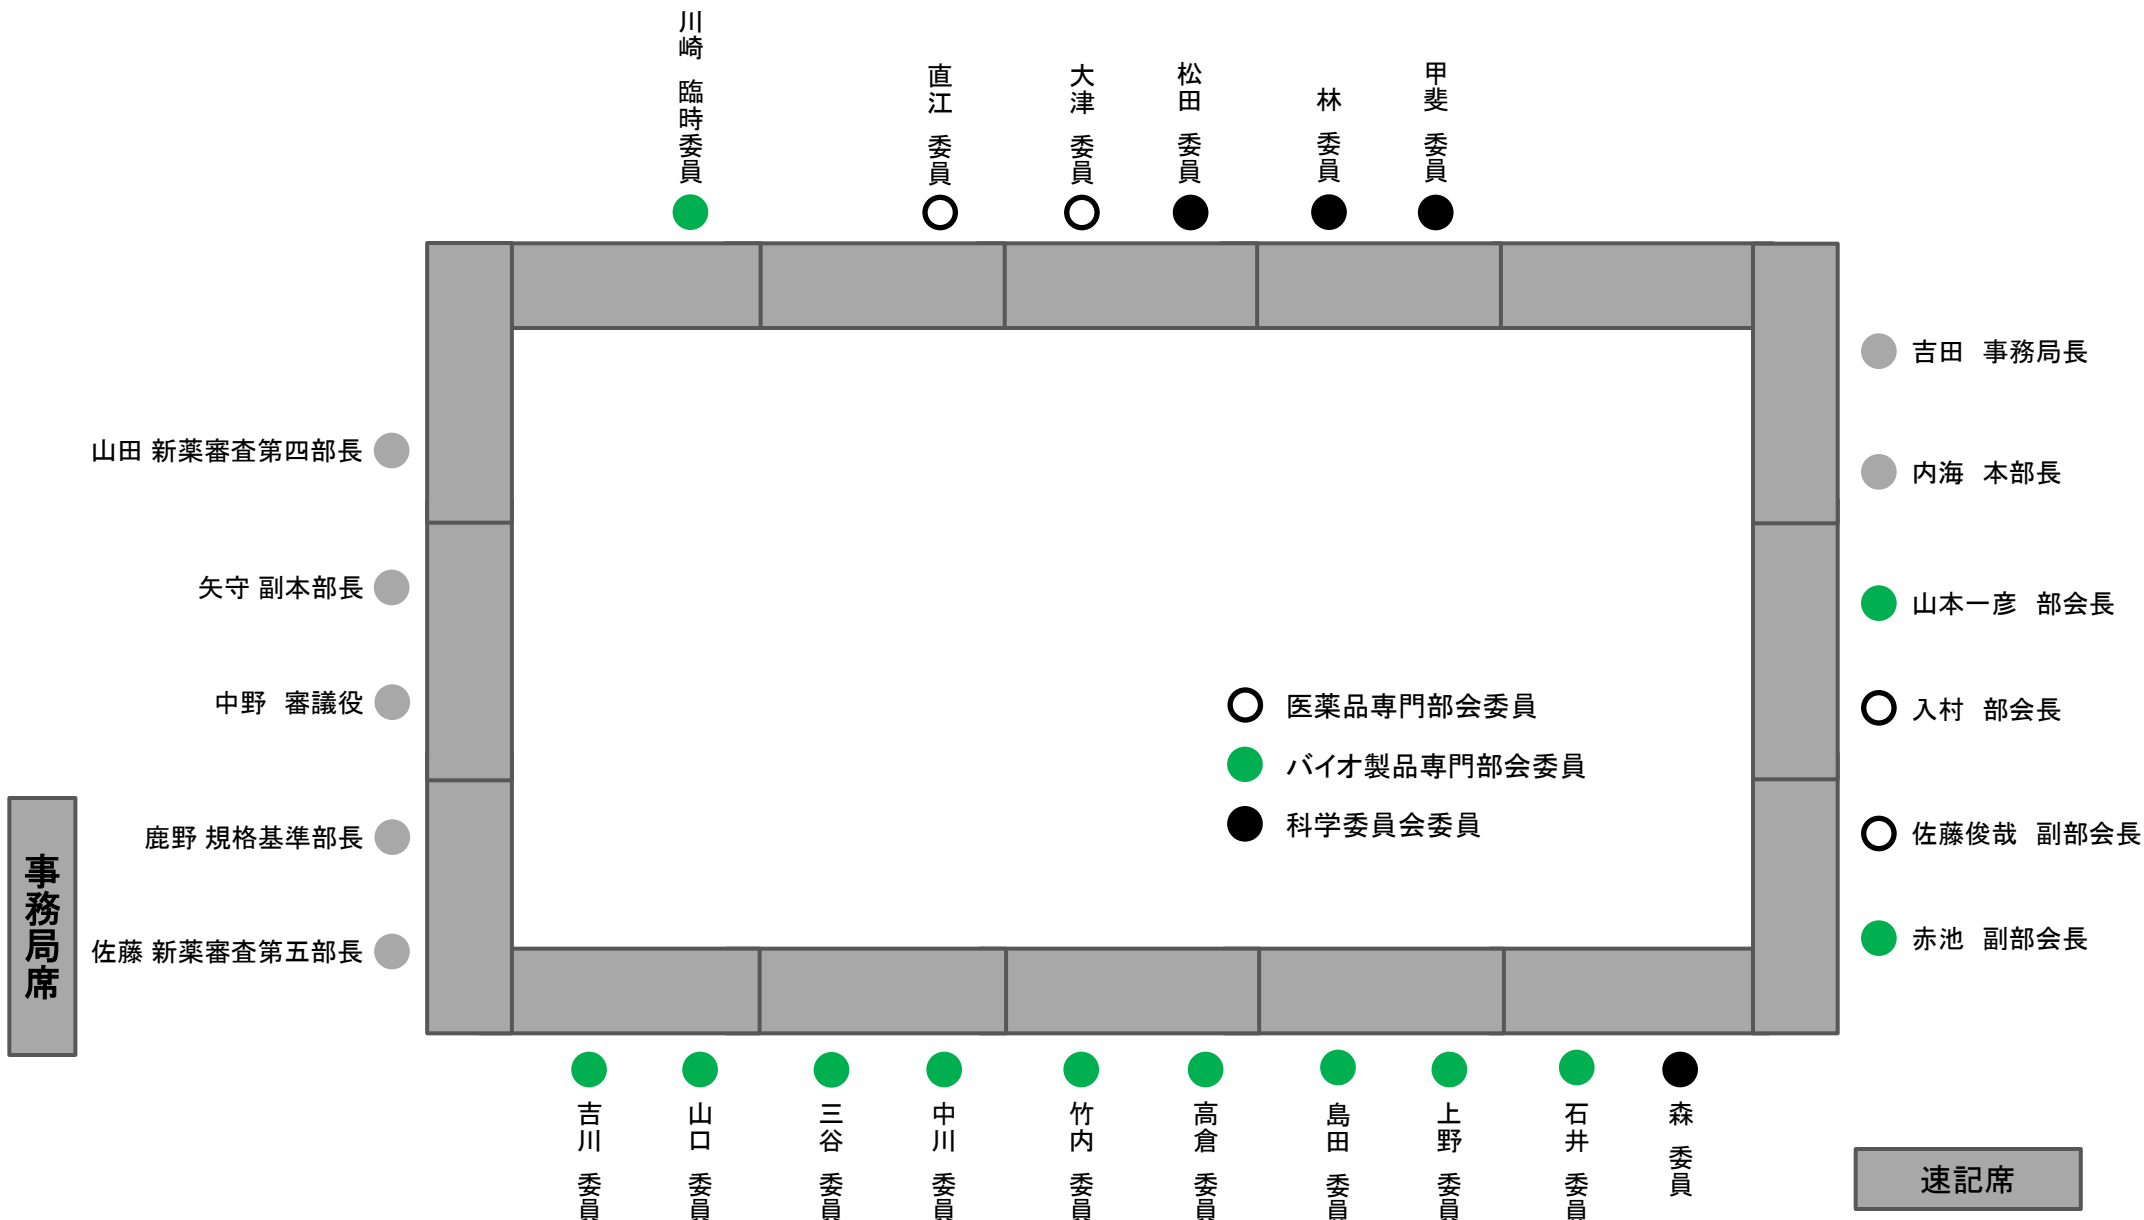 川崎 臨時委員
直江 委員
大津 委員
松田 委員
林 委員
甲斐 委員
吉田 事務局長
内海 本部長
山本一彦 部会長
入村 部会長
佐藤俊哉 副部会長
赤池 副部会長
山田 新薬審査第四部長
矢守 副本部長
中野 審議役
鹿野 規格基準部長
佐藤 新薬審査第五部長
事務局席
医薬品専門部会委員
バイオ製品専門部会委員
科学委員会委員
吉川 委員
山口 委員
三谷 委員
中川 委員
竹内 委員
高倉 委員
島田 委員
上野 委員
石井 委員
森 委員
速記席